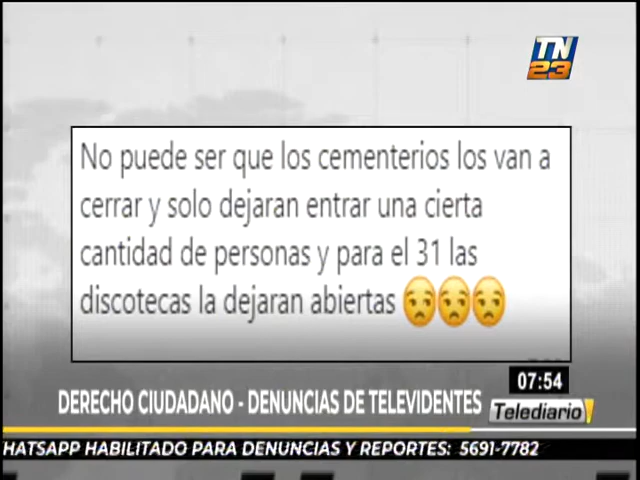 TN
23
No puede ser que los cementerios los van a
cerrar y solo dejaran entrar una cierta
cantidad de personas y para el 31 las
discotecas la dejaran abiertas 😒😒😒
07:54
DERECHO CIUDADANO - DENUNCIAS DE TELEVIDENTES
Telediario
HATSAPP HABILITADO PARA DENUNCIAS Y REPORTES: 5691-7782